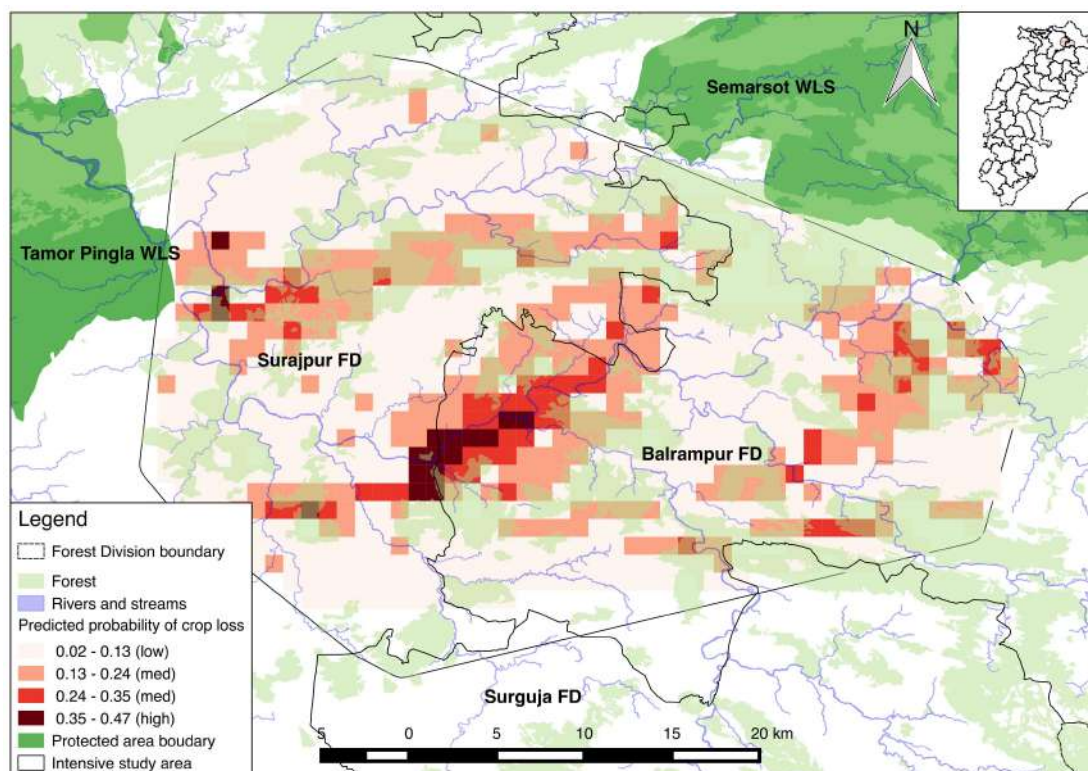 N
Semarsot WLS
Tamor Pingla WLS
Surajpur FD
Balrampur FD
Legend
Forest Division boundary
Forest
Rivers and streams
Predicted probability of crop loss
0.02 - 0.13 (low)
0.13 - 0.24 (med)
0.24 - 0.35 (med)
0.35 - 0.47 (high)
Protected area boudary
Intensive study area
Surguja FD
5 0 5 10 15 20 km